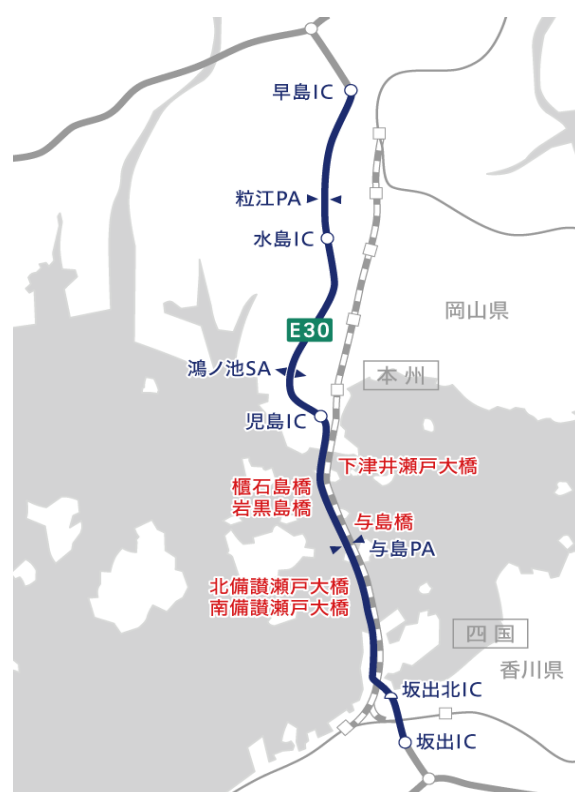 早島IC
粒江PA
水島IC
岡山県
E30
鴻ノ池SA
本州
児島IC
下津井瀬戸大橋
櫃石島橋
岩黒島橋
与島橋
与島PA
北備讃瀬戸大橋
南備讃瀬戸大橋
四国
香川県
坂出北IC
坂出IC